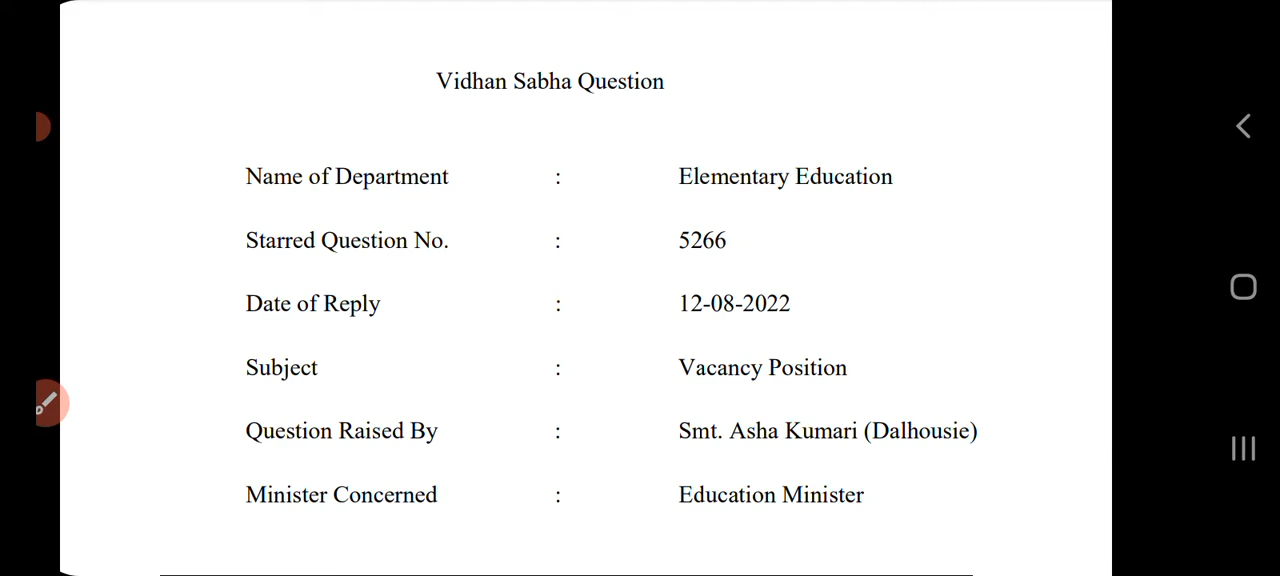 Vidhan Sabha Question
Name of Department : Elementary Education
Starred Question No. : 5266
Date of Reply : 12-08-2022
Subject : Vacancy Position
Question Raised By : Smt. Asha Kumari (Dalhousie)
Minister Concerned : Education Minister